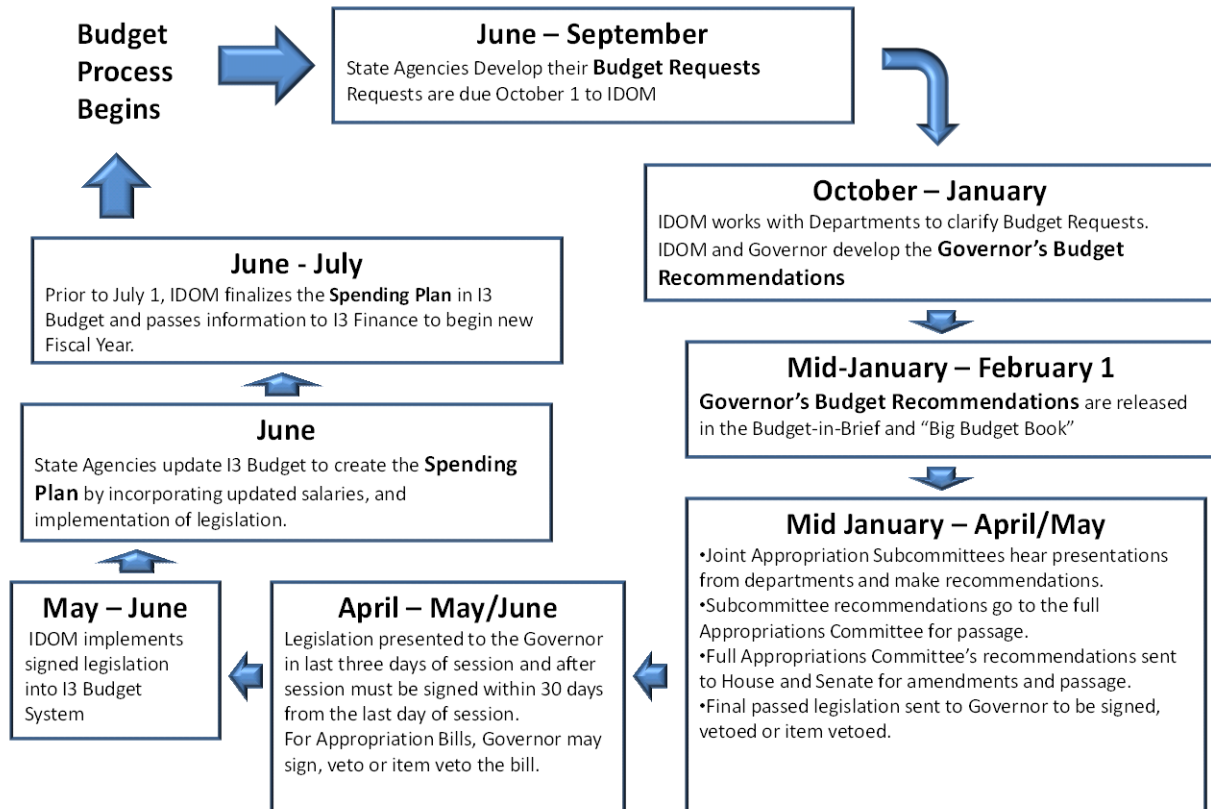 Budget
Process
Begins
June – September
State Agencies Develop their Budget Requests
Requests are due October 1 to IDOM
October – January
IDOM works with Departments to clarify Budget Requests.
IDOM and Governor develop the Governor’s Budget
Recommendations
Mid-January – February 1
Governor’s Budget Recommendations are released
in the Budget-in-Brief and “Big Budget Book”
Mid January – April/May
•Joint Appropriation Subcommittees hear presentations
from departments and make recommendations.
•Subcommittee recommendations go to the full
Appropriations Committee for passage.
•Full Appropriations Committee’s recommendations sent
to House and Senate for amendments and passage.
•Final passed legislation sent to Governor to be signed,
vetoed or item vetoed.
April – May/June
Legislation presented to the Governor
in last three days of session and after
session must be signed within 30 days
from the last day of session.
For Appropriation Bills, Governor may
sign, veto or item veto the bill.
May – June
IDOM implements
signed legislation
into I3 Budget
System
June
State Agencies update I3 Budget to create the Spending
Plan by incorporating updated salaries, and
implementation of legislation.
June - July
Prior to July 1, IDOM finalizes the Spending Plan in I3
Budget and passes information to I3 Finance to begin new
Fiscal Year.